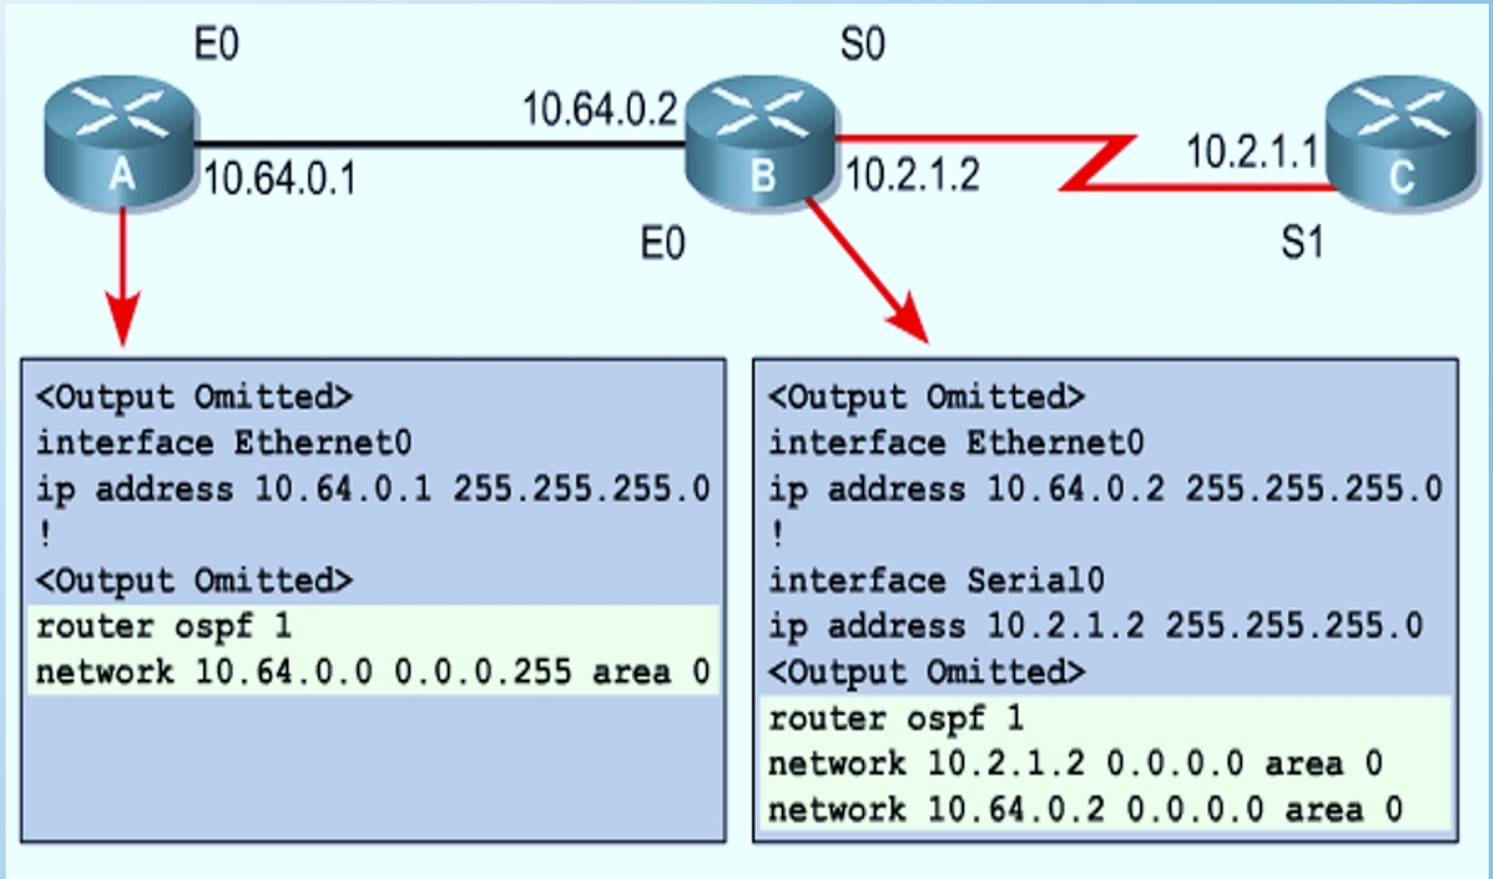 E0
S0
10.64.0.2
10.2.1.1
A
10.64.0.1
B
10.2.1.2
C
E0
S1
<Output Omitted>
interface Ethernet0
ip address 10.64.0.1 255.255.255.0
!
<Output Omitted>
router ospf 1
network 10.64.0.0 0.0.0.255 area 0
<Output Omitted>
interface Ethernet0
ip address 10.64.0.2 255.255.255.0
!
interface Serial0
ip address 10.2.1.2 255.255.255.0
<Output Omitted>
router ospf 1
network 10.2.1.2 0.0.0.0 area 0
network 10.64.0.2 0.0.0.0 area 0